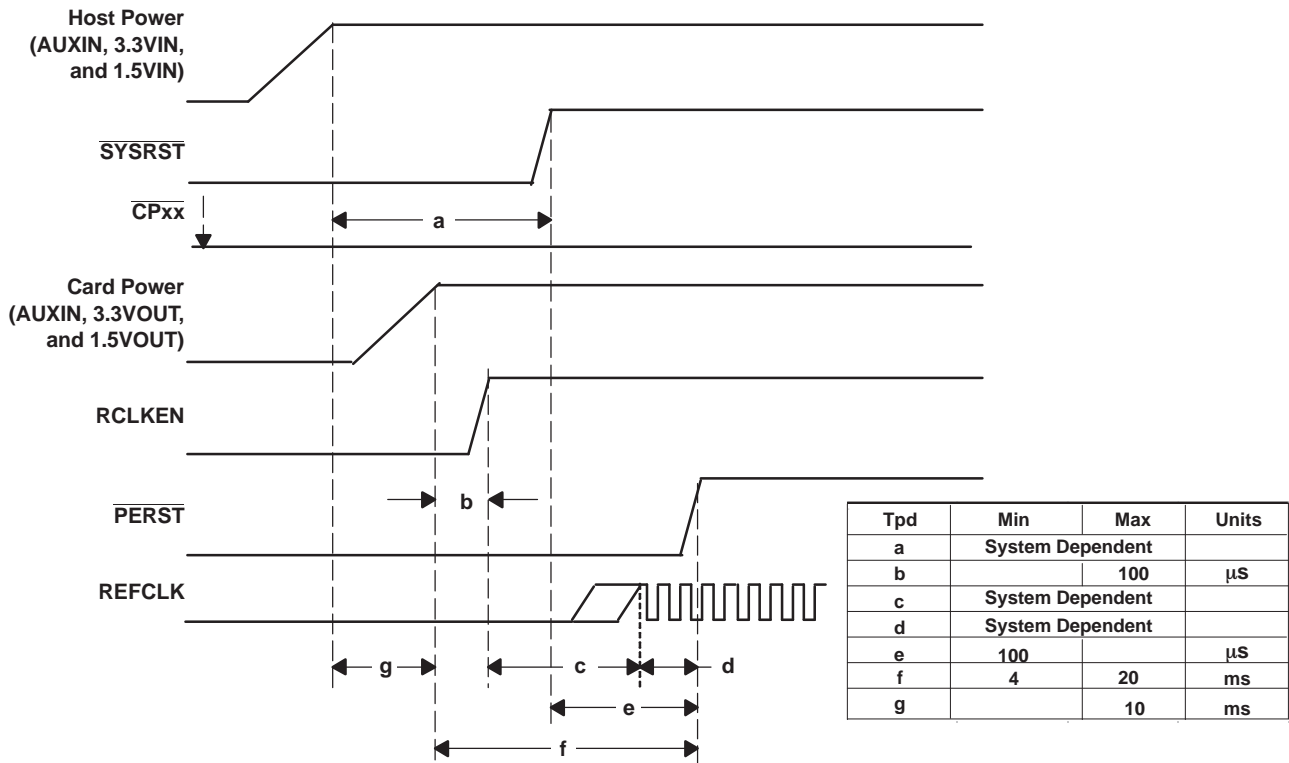 Host Power
(AUXIN, 3.3VIN,
and 1.5VIN)
SYSRST
CPxx
a
Card Power
(AUXIN, 3.3VOUT,
and 1.5VOUT)
RCLKEN
b
PERST
REFCLK
g
c
d
e
f
Tpd Min Max Units
a System Dependent
b 100 μs
c System Dependent
d System Dependent
e 100 μs
f 4 20 ms
g 10 ms